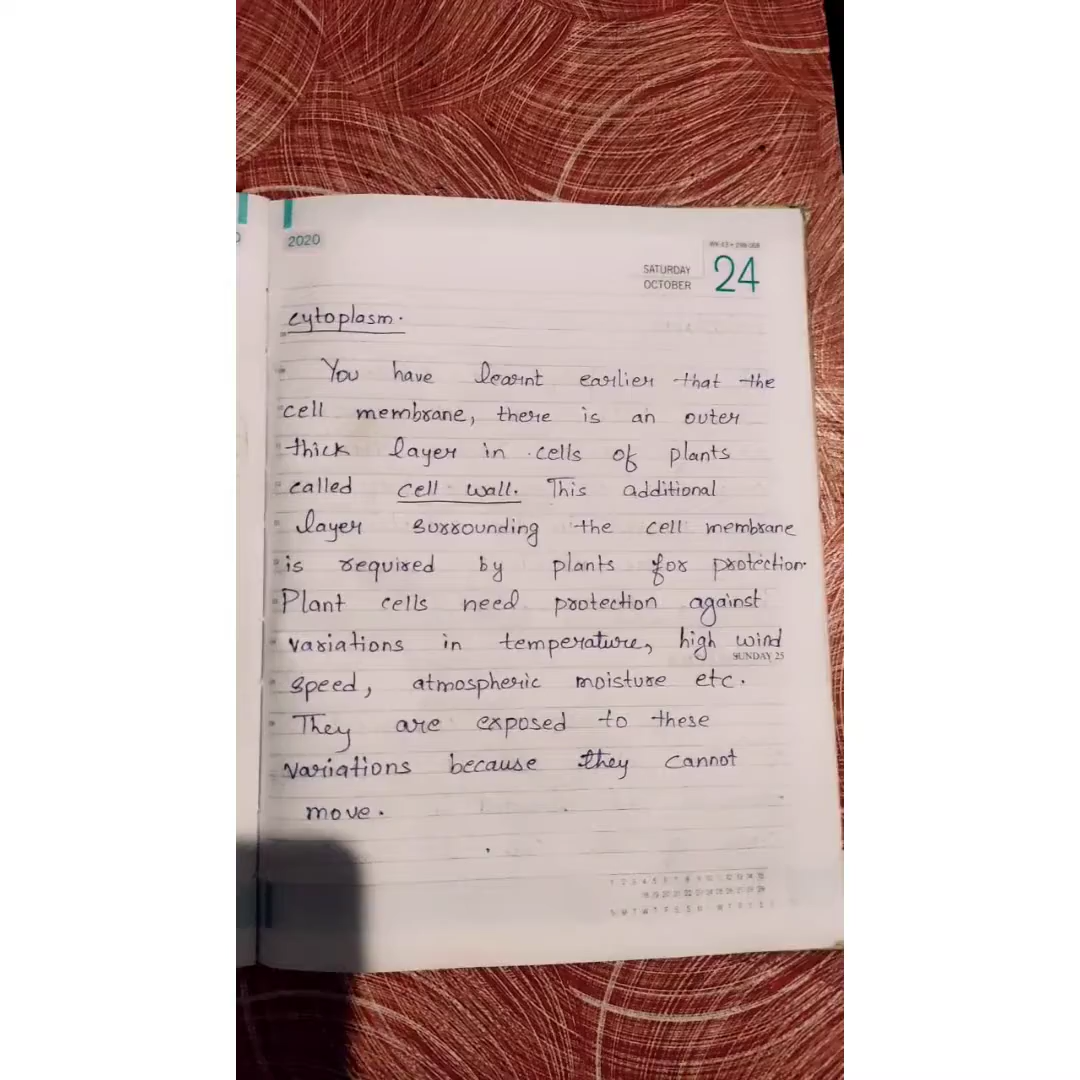 2020
SATURDAY
OCTOBER
24
cytoplasm.
You have learnt earlier that the
cell membrane, there is an outer
thick layer in cells of plants
called cell wall. This additional
layer surrounding the cell membrane
is required by plants for protection.
Plant cells need protection against
variations in temperature, high wind
SUNDAY 25
speed, atmospheric moisture etc.
They are exposed to these
variations because they cannot
move.